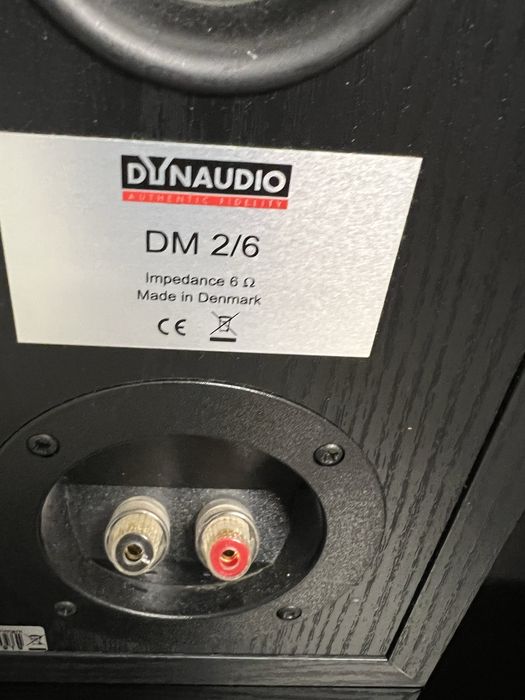 DYNAUDIO
AUTHENTIC FIDELITY
DM 2/6
Impedance 6 Ω
Made in Denmark
CE